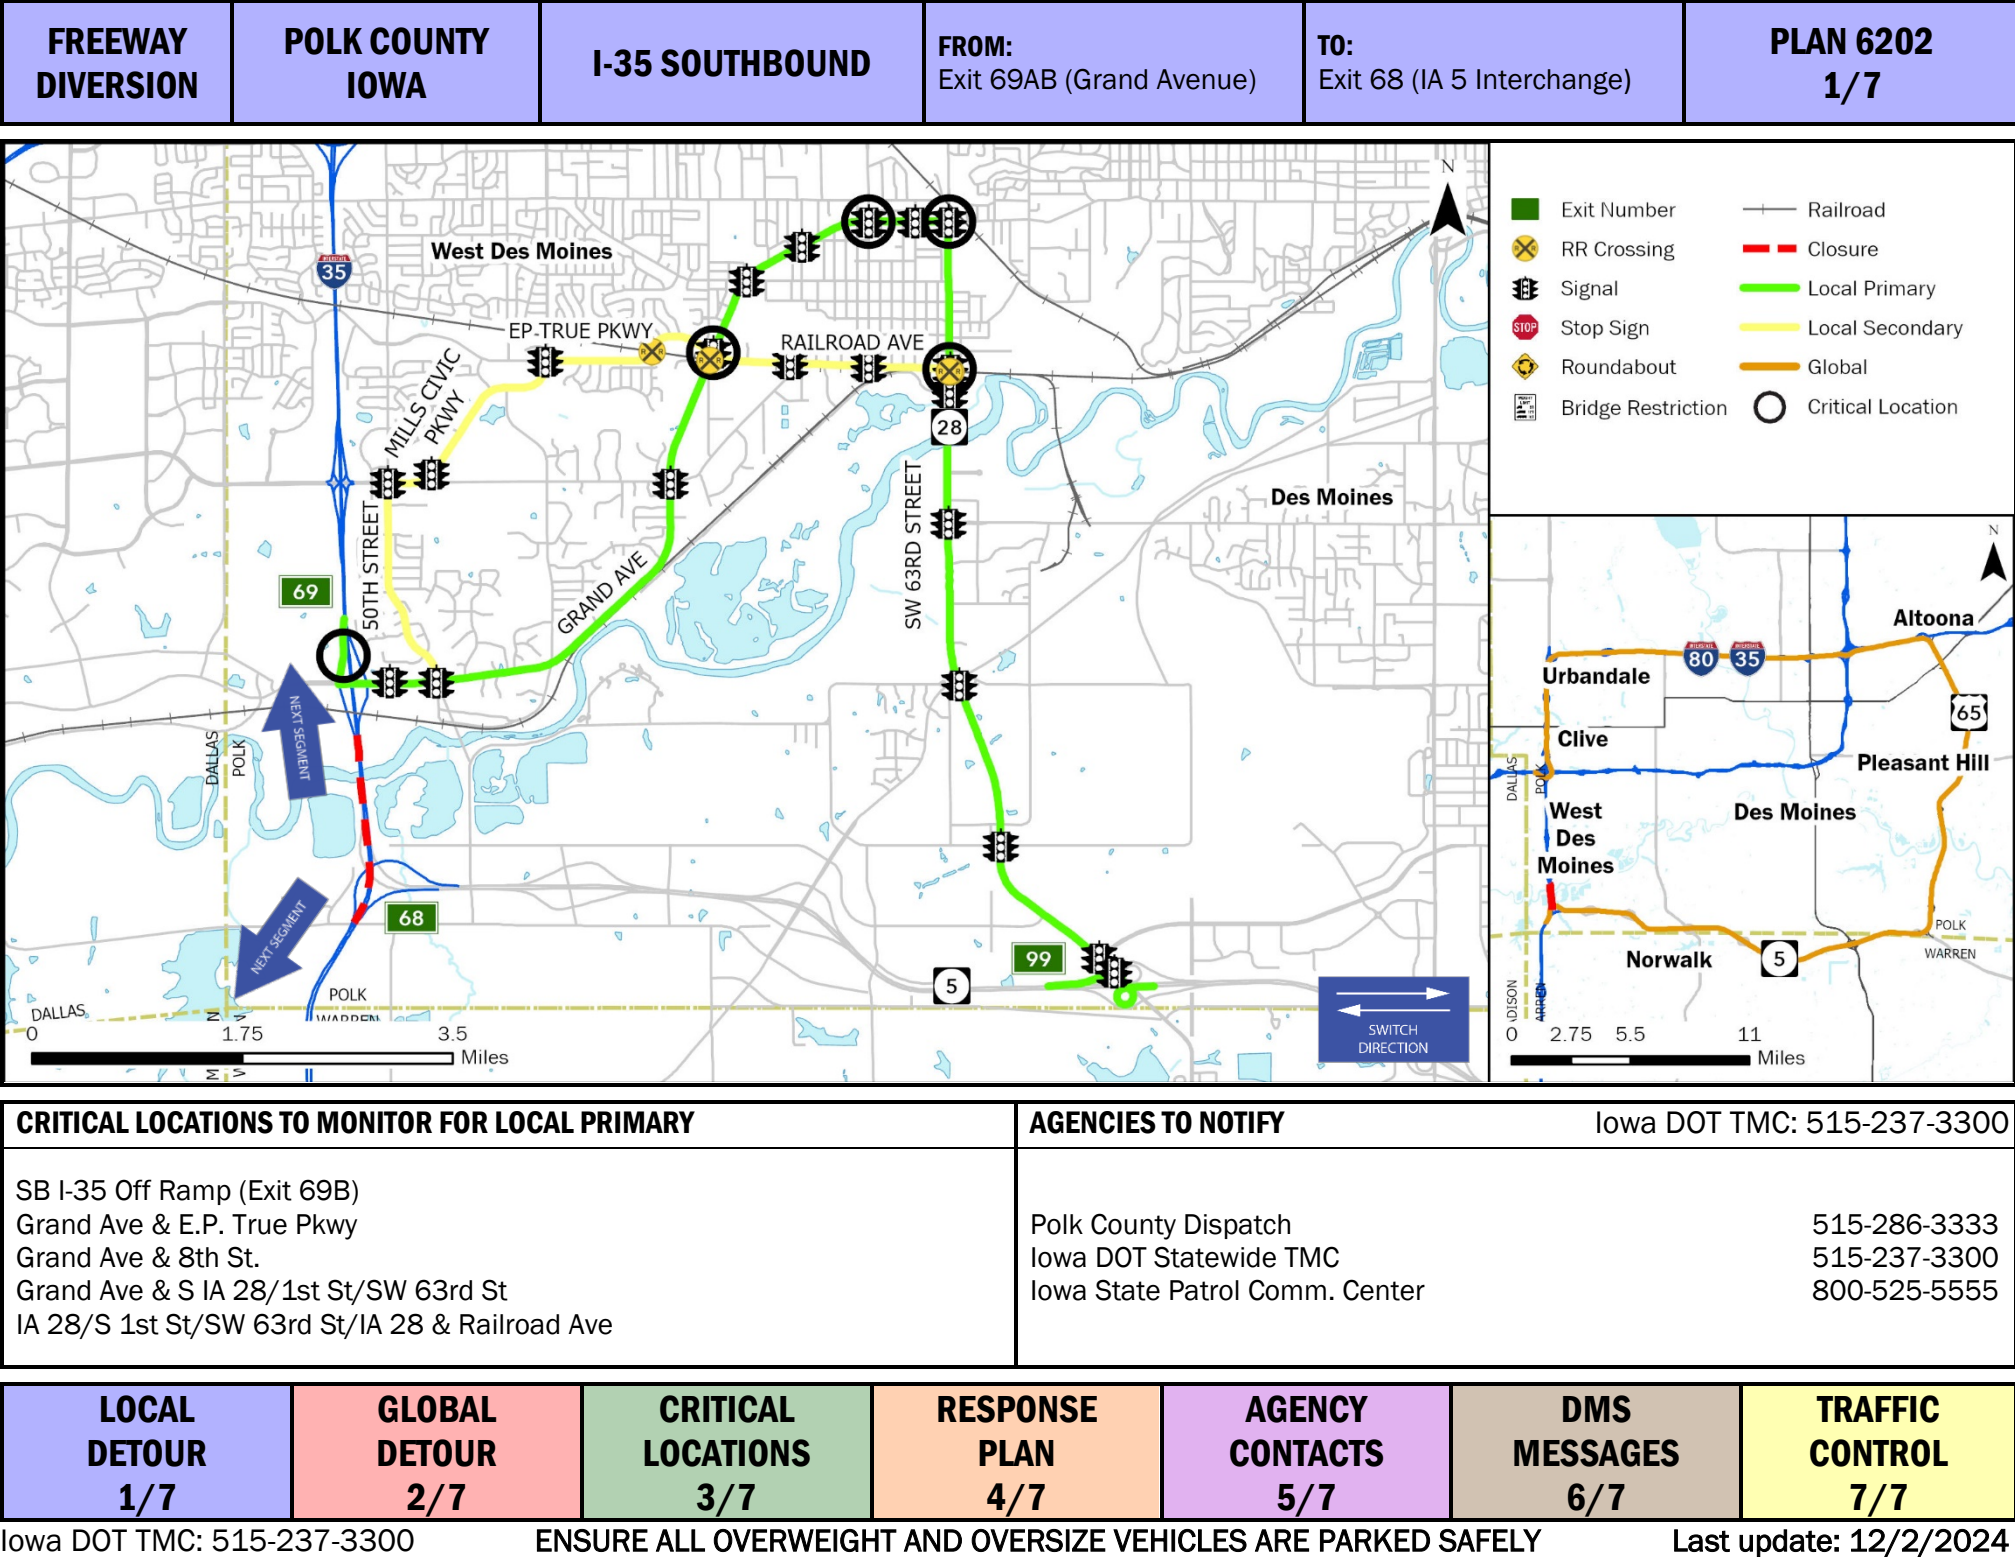 FREEWAY
DIVERSION
POLK COUNTY
IOWA
I-35 SOUTHBOUND
FROM:
Exit 69AB (Grand Avenue)
TO:
Exit 68 (IA 5 Interchange)
PLAN 6202
1/7
N
West Des Moines
35
EP TRUE PKWY
RAILROAD AVE
MILLS CIVIC
PKWY
28
Des Moines
50TH STREET
SW 63RD STREET
GRAND AVE
69
NEXT SEGMENT
DALLAS
POLK
68
NEXT SEGMENT
99
5
POLK
WARREN
DALLAS
0
1.75
3.5
Miles
SWITCH
DIRECTION
Exit Number
RR Crossing
Signal
STOP
Stop Sign
Roundabout
Bridge Restriction
Railroad
Closure
Local Primary
Local Secondary
Global
Critical Location
N
Altoona
80
35
Urbandale
65
Clive
Pleasant Hill
DALLAS
POLK
West
Des
Moines
Des Moines
POLK
WARREN
Norwalk
5
0
2.75
5.5
11
Miles
CRITICAL LOCATIONS TO MONITOR FOR LOCAL PRIMARY
SB I-35 Off Ramp (Exit 69B)
Grand Ave & E.P. True Pkwy
Grand Ave & 8th St.
Grand Ave & S IA 28/1st St/SW 63rd St
IA 28/S 1st St/SW 63rd St/IA 28 & Railroad Ave
AGENCIES TO NOTIFY
Iowa DOT TMC: 515-237-3300
Polk County Dispatch 515-286-3333
Iowa DOT Statewide TMC 515-237-3300
Iowa State Patrol Comm. Center 800-525-5555
LOCAL
DETOUR
1/7
GLOBAL
DETOUR
2/7
CRITICAL
LOCATIONS
3/7
RESPONSE
PLAN
4/7
AGENCY
CONTACTS
5/7
DMS
MESSAGES
6/7
TRAFFIC
CONTROL
7/7
Iowa DOT TMC: 515-237-3300
ENSURE ALL OVERWEIGHT AND OVERSIZE VEHICLES ARE PARKED SAFELY
Last update: 12/2/2024